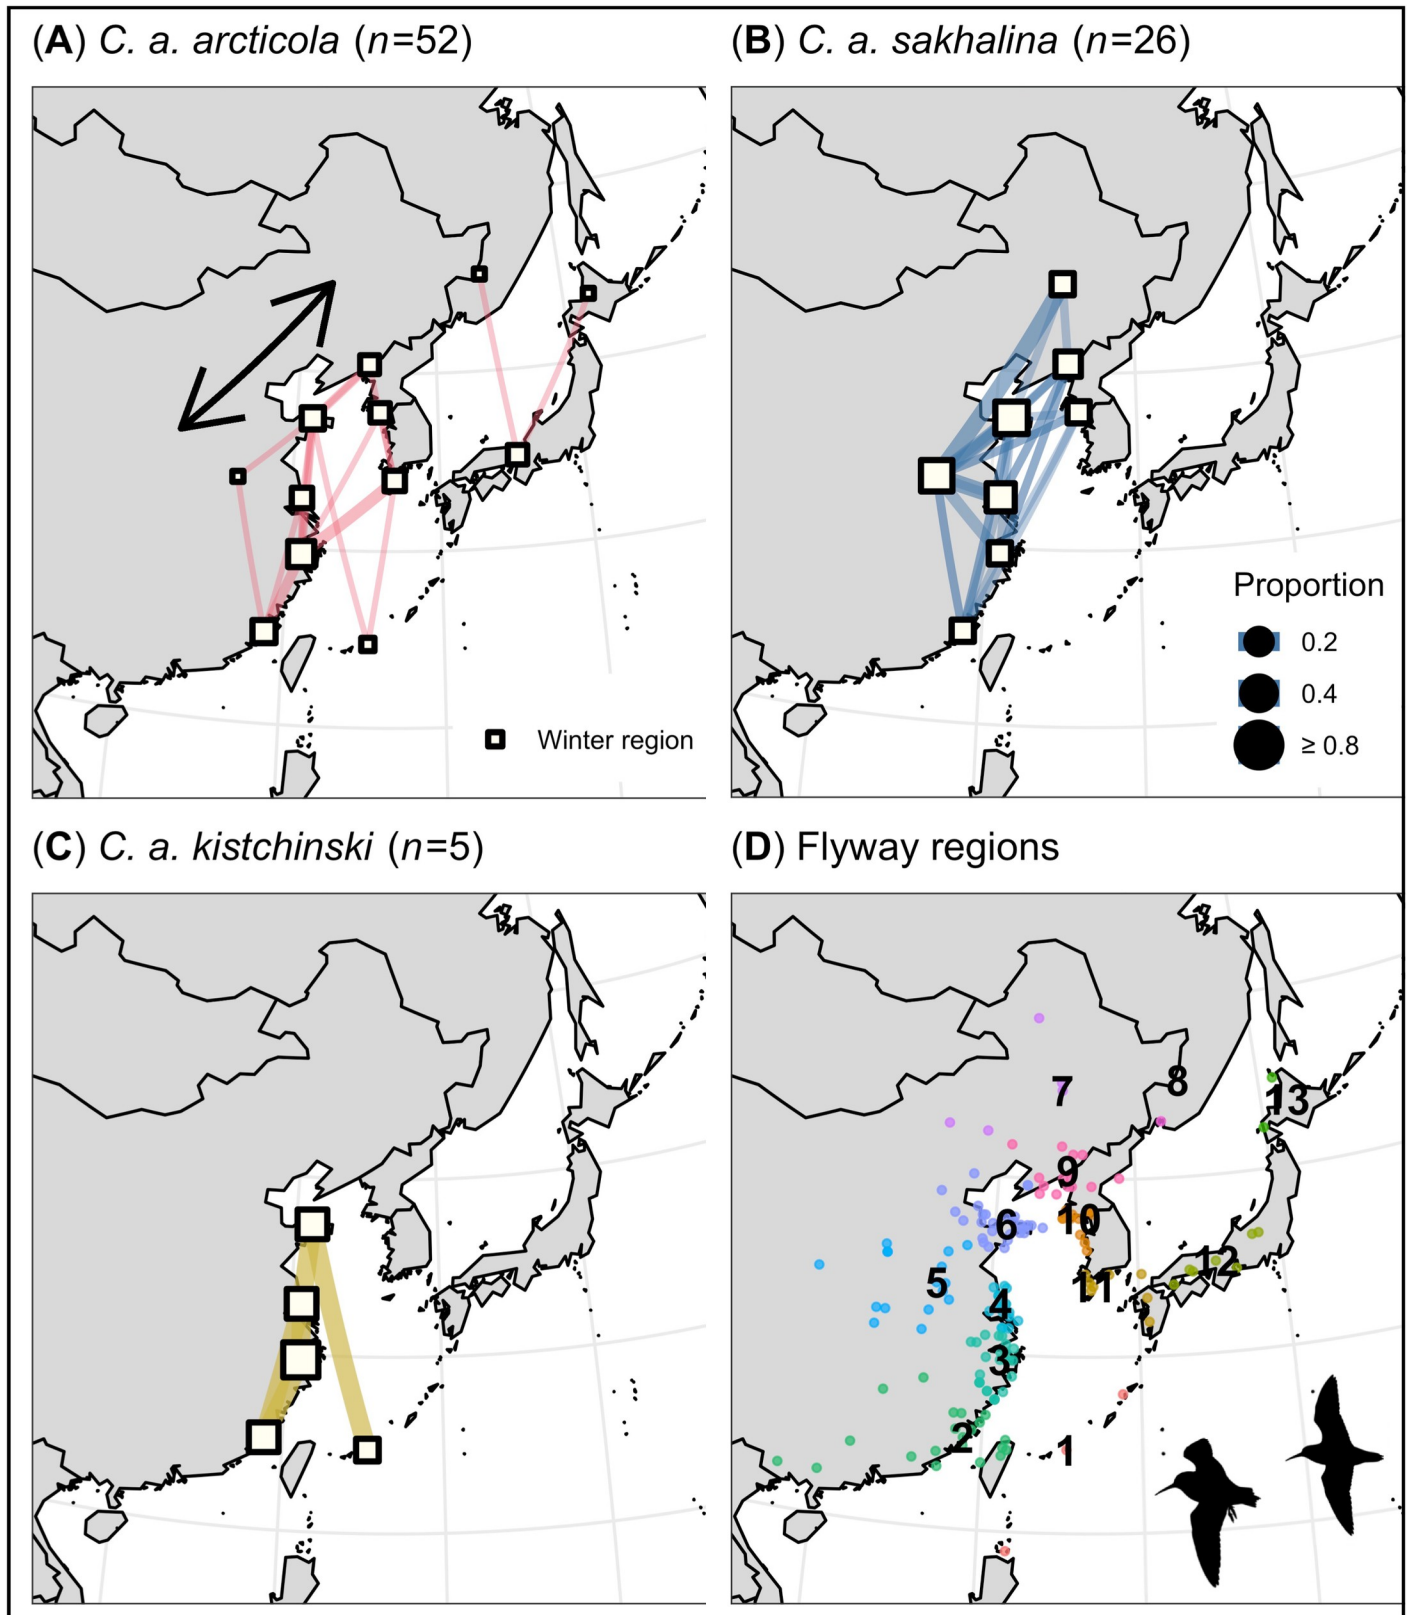 (A) C. a. arcticola (n=52)
(B) C. a. sakhalina (n=26)
Winter region
Proportion
0.2
0.4
≥ 0.8
(C) C. a. kistchinski (n=5)
(D) Flyway regions
7
8
13
9
6
10
5
12
11
4
3
2
1